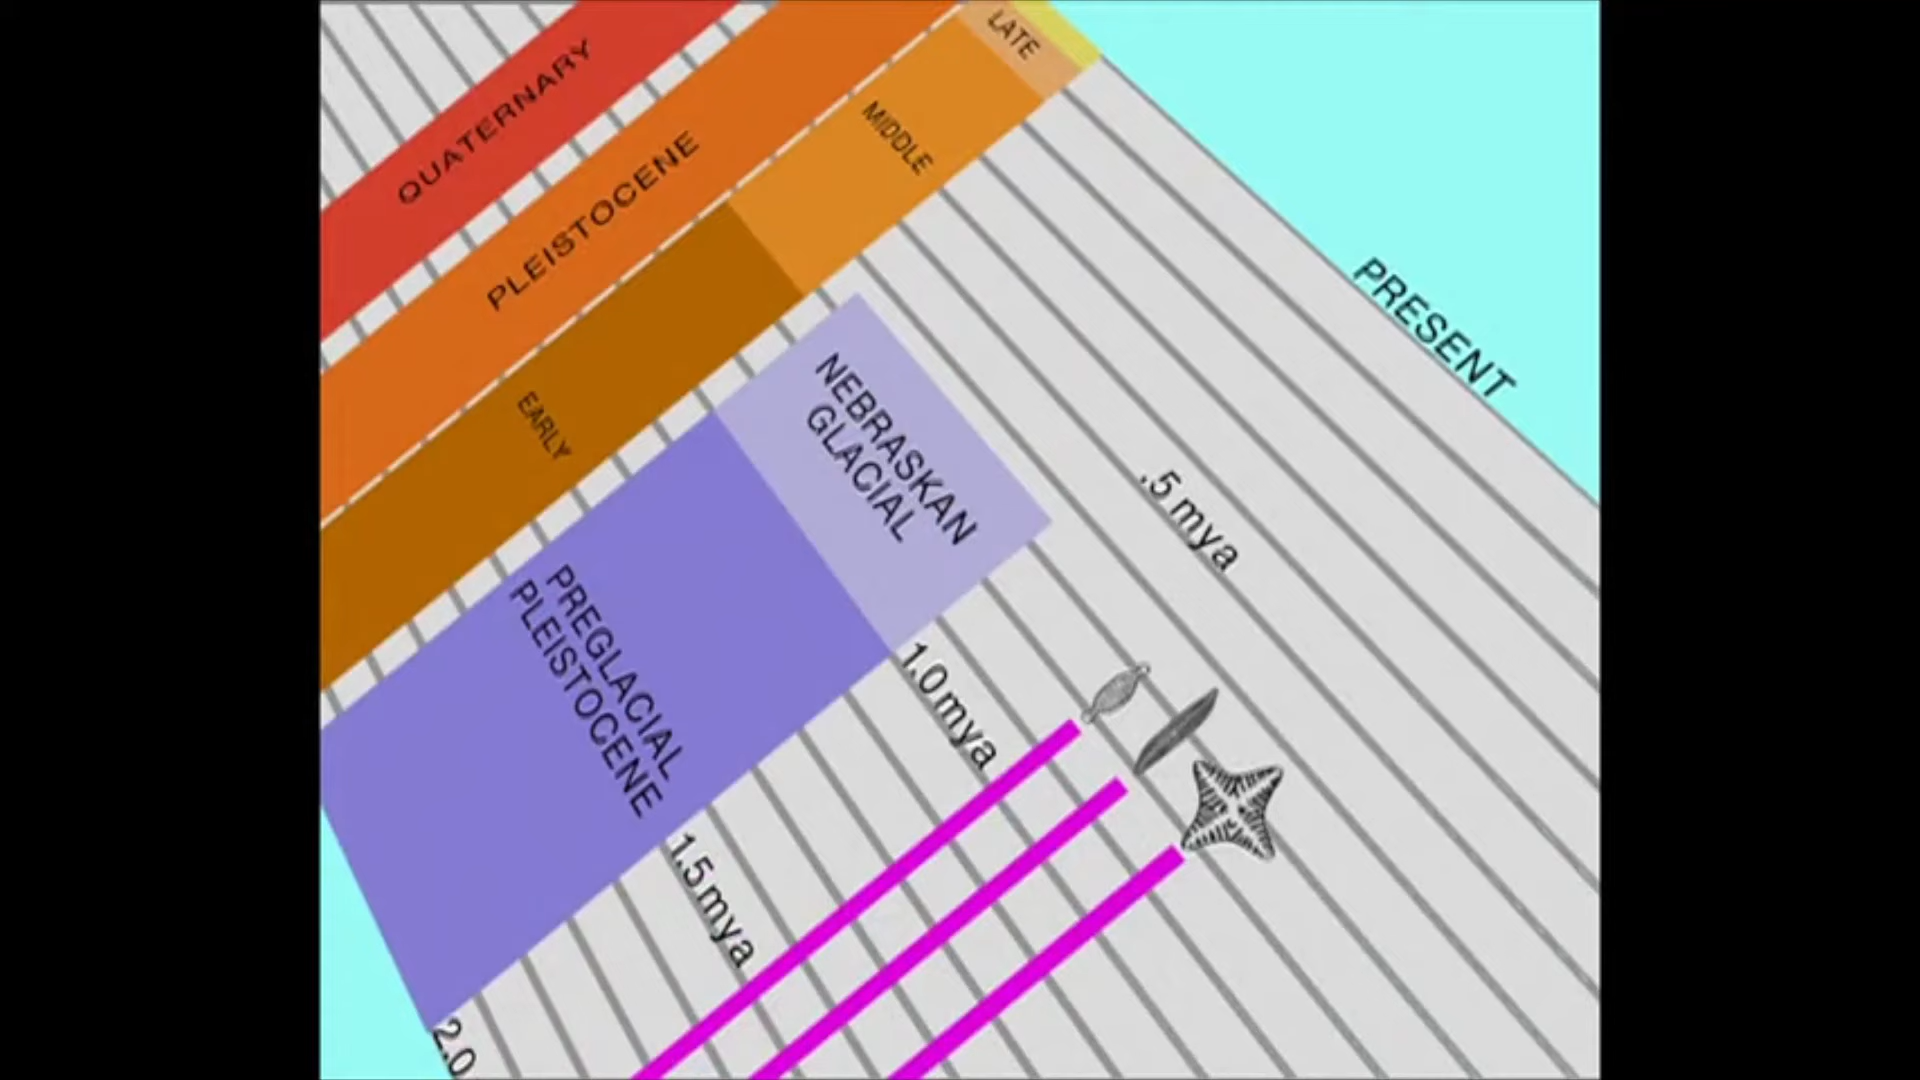 QUATERNARY
PLEISTOCENE
LATE
MIDDLE
EARLY
PRESENT
NEBRASKAN
GLACIAL
PREGLACIAL
PLEISTOCENE
.5 mya
1.0 mya
1.5 mya
2.0